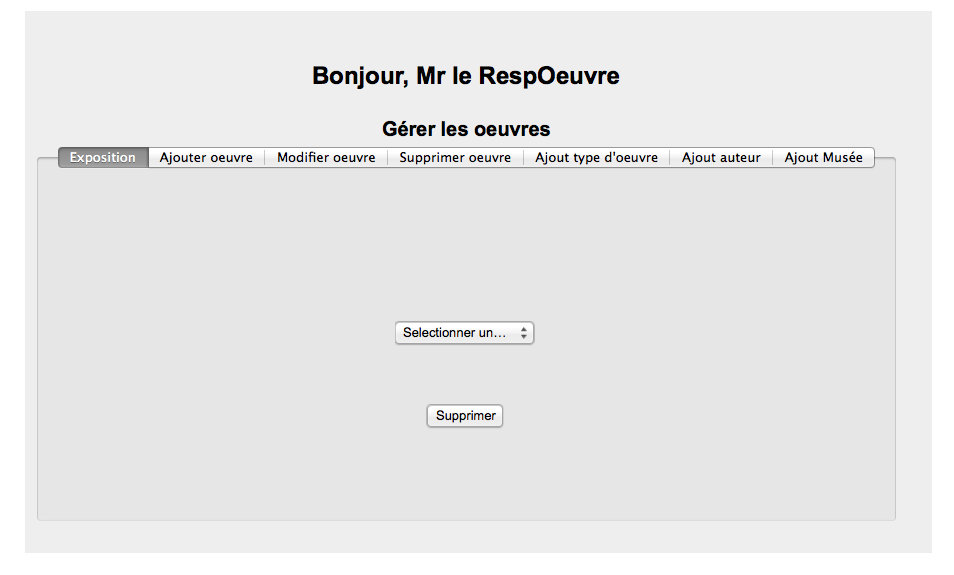 Bonjour, Mr le RespOeuvre
Gérer les oeuvres
Exposition Ajouter oeuvre Modifier oeuvre Supprimer oeuvre Ajout type d'oeuvre Ajout auteur Ajout Musée
Selectionner un...
Supprimer